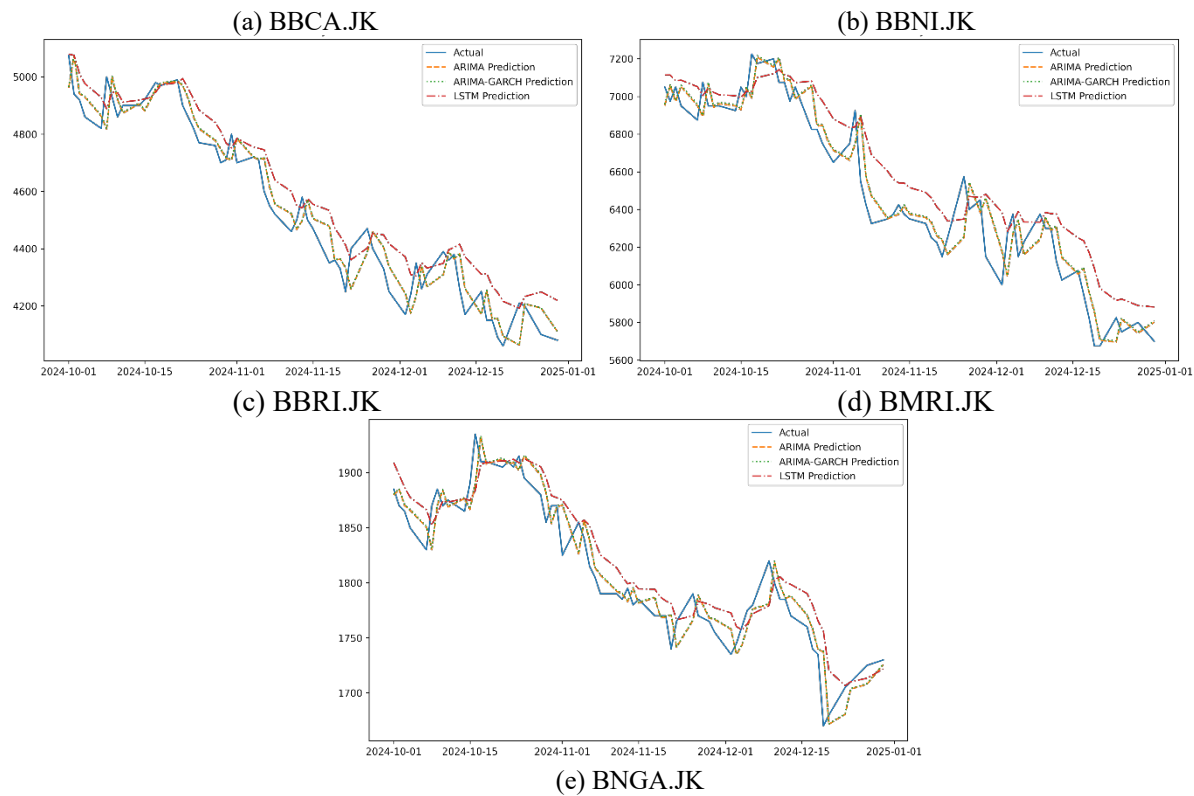 (a) BBCA.JK
(b) BBNI.JK
Actual
ARIMA Prediction
ARIMA-GARCH Prediction
LSTM Prediction
5000
4800
4600
4400
4200
2024-10-01 2024-10-15 2024-11-01 2024-11-15 2024-12-01 2024-12-15 2025-01-01
Actual
ARIMA Prediction
ARIMA-GARCH Prediction
LSTM Prediction
7200
7000
6800
6600
6400
6200
6000
5800
5600
2024-10-01 2024-10-15 2024-11-01 2024-11-15 2024-12-01 2024-12-15 2025-01-01
(c) BBRI.JK
(d) BMRI.JK
Actual
ARIMA Prediction
ARIMA-GARCH Prediction
LSTM Prediction
1900
1850
1800
1750
1700
2024-10-01 2024-10-15 2024-11-01 2024-11-15 2024-12-01 2024-12-15 2025-01-01
(e) BNGA.JK